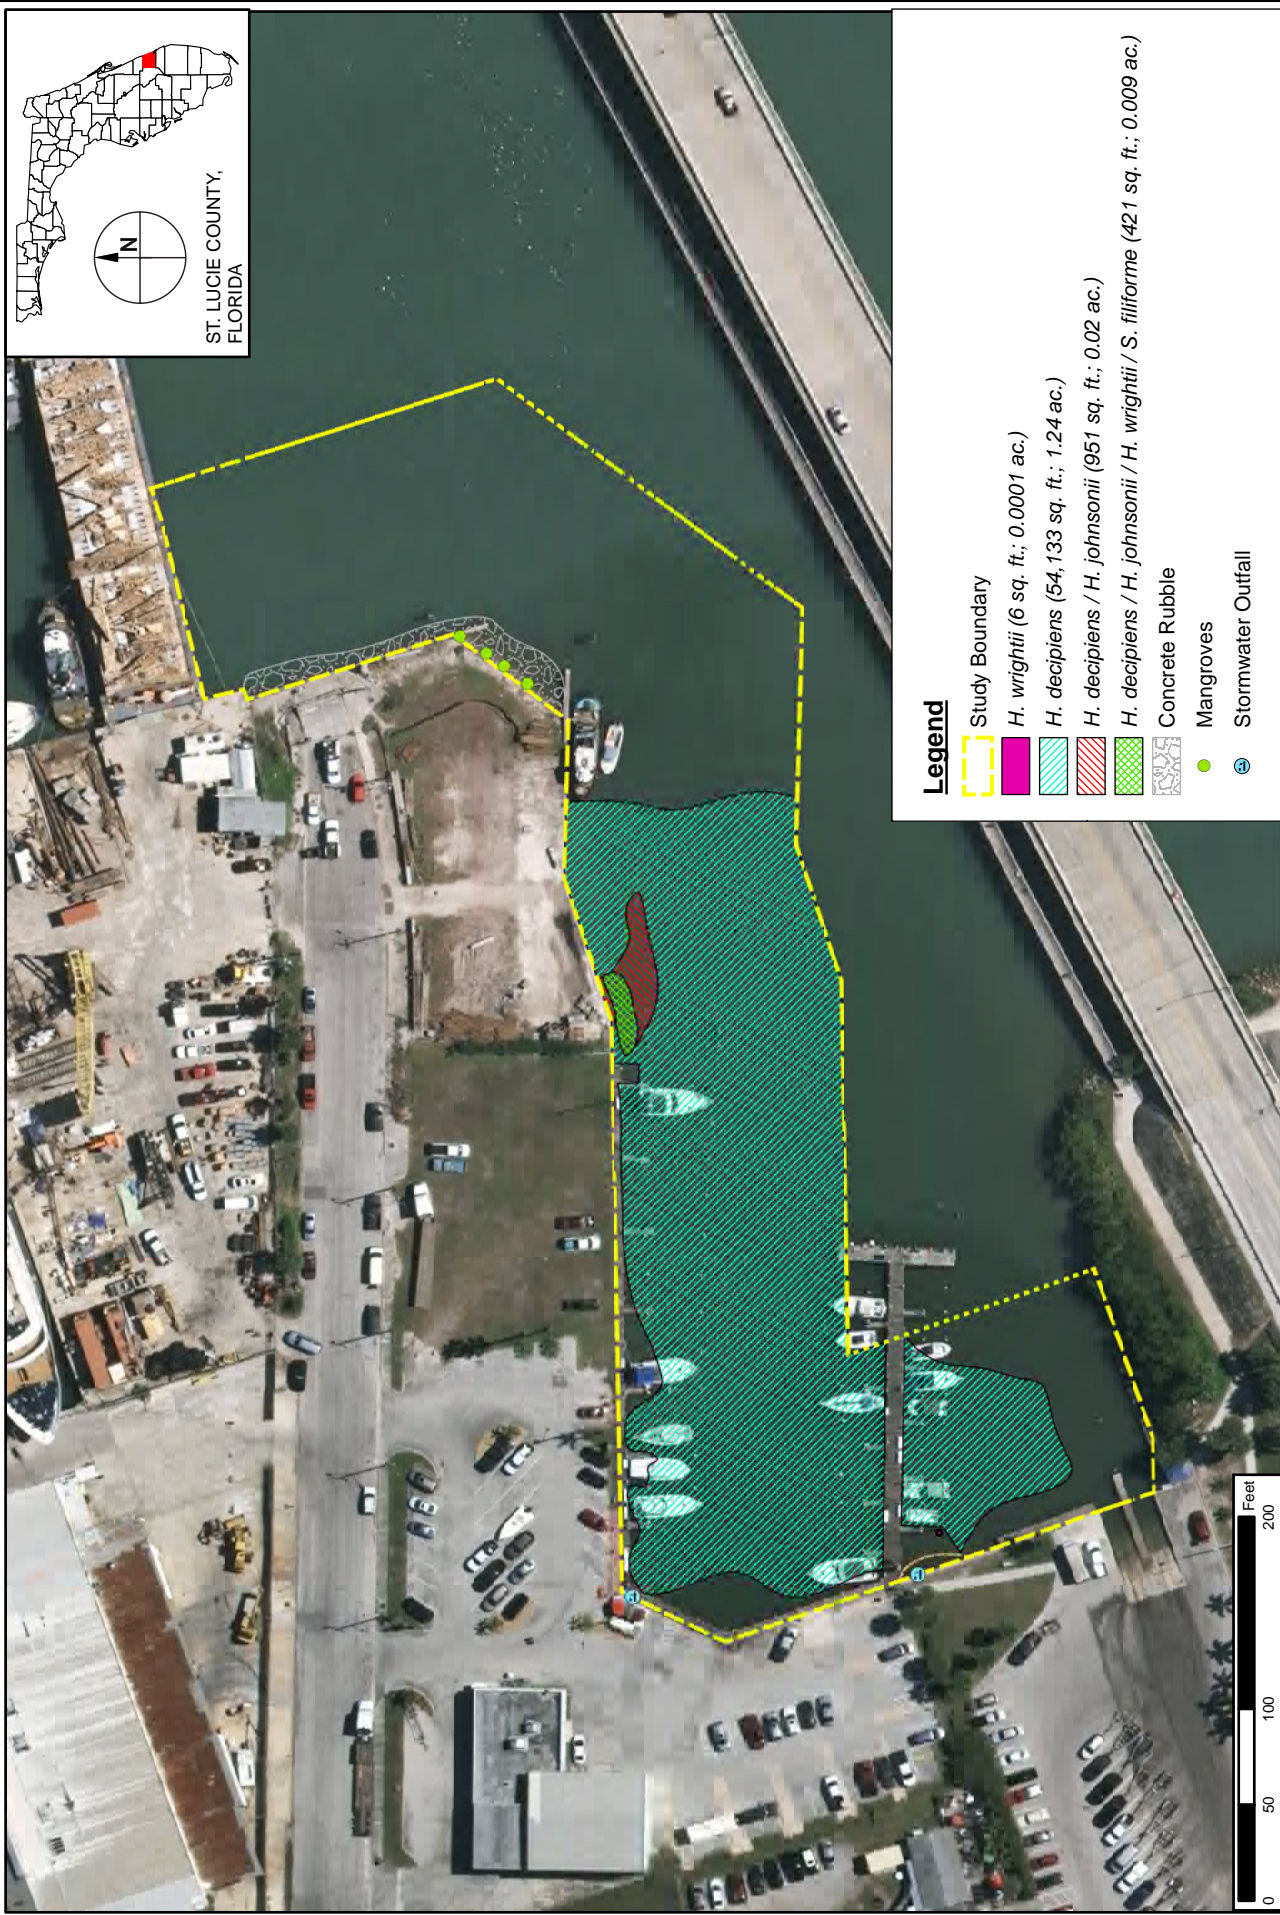 N
ST. LUCIE COUNTY,
FLORIDA
Legend
Study Boundary
H. wrightii (6 sq. ft.; 0.0001 ac.)
H. decipiens (54,133 sq. ft.; 1.24 ac.)
H. decipiens / H. johnsonii (951 sq. ft.; 0.02 ac.)
H. decipiens / H. johnsonii / H. wrightii / S. filiforme (421 sq. ft.; 0.009 ac.)
Concrete Rubble
Mangroves
Stormwater Outfall
Feet
0 50 100 200